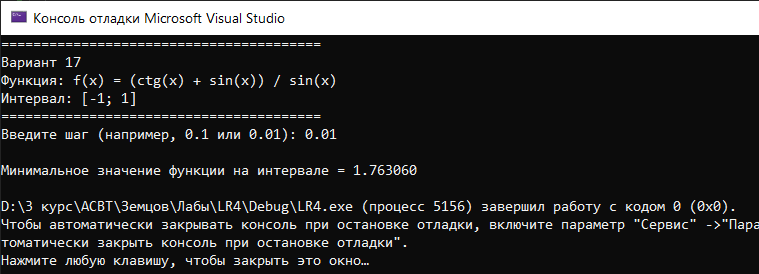 Консоль отладки Microsoft Visual Studio
========================================
Вариант 17
Функция: f(x) = (ctg(x) + sin(x)) / sin(x)
Интервал: [-1; 1]
========================================
Введите шаг (например, 0.1 или 0.01): 0.01
Минимальное значение функции на интервале = 1.763060
D:\3 курс\АСВТ\Земцов\Лабы\LR4\Debug\LR4.exe (процесс 5156) завершил работу с кодом 0 (0x0).
Чтобы автоматически закрывать консоль при остановке отладки, включите параметр "Сервис" ->"Пара
томатически закрыть консоль при остановке отладки".
Нажмите любую клавишу, чтобы закрыть это окно…